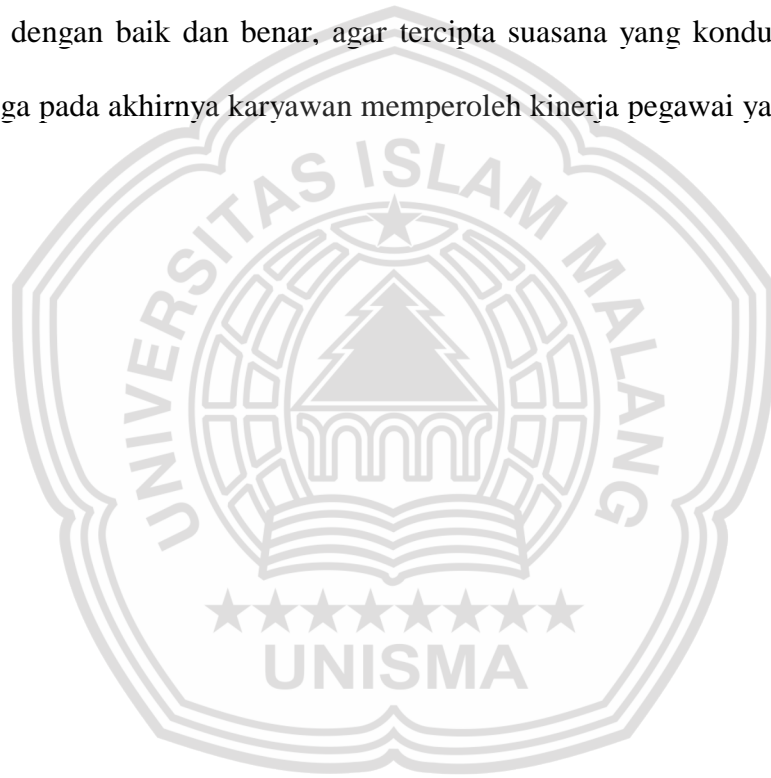 dengan baik dan benar, agar tercipta suasana yang kondu
ga pada akhirnya karyawan memperoleh kinerja pegawai ya
UNIVERSITAS ISLAM MALANG
UNISMA